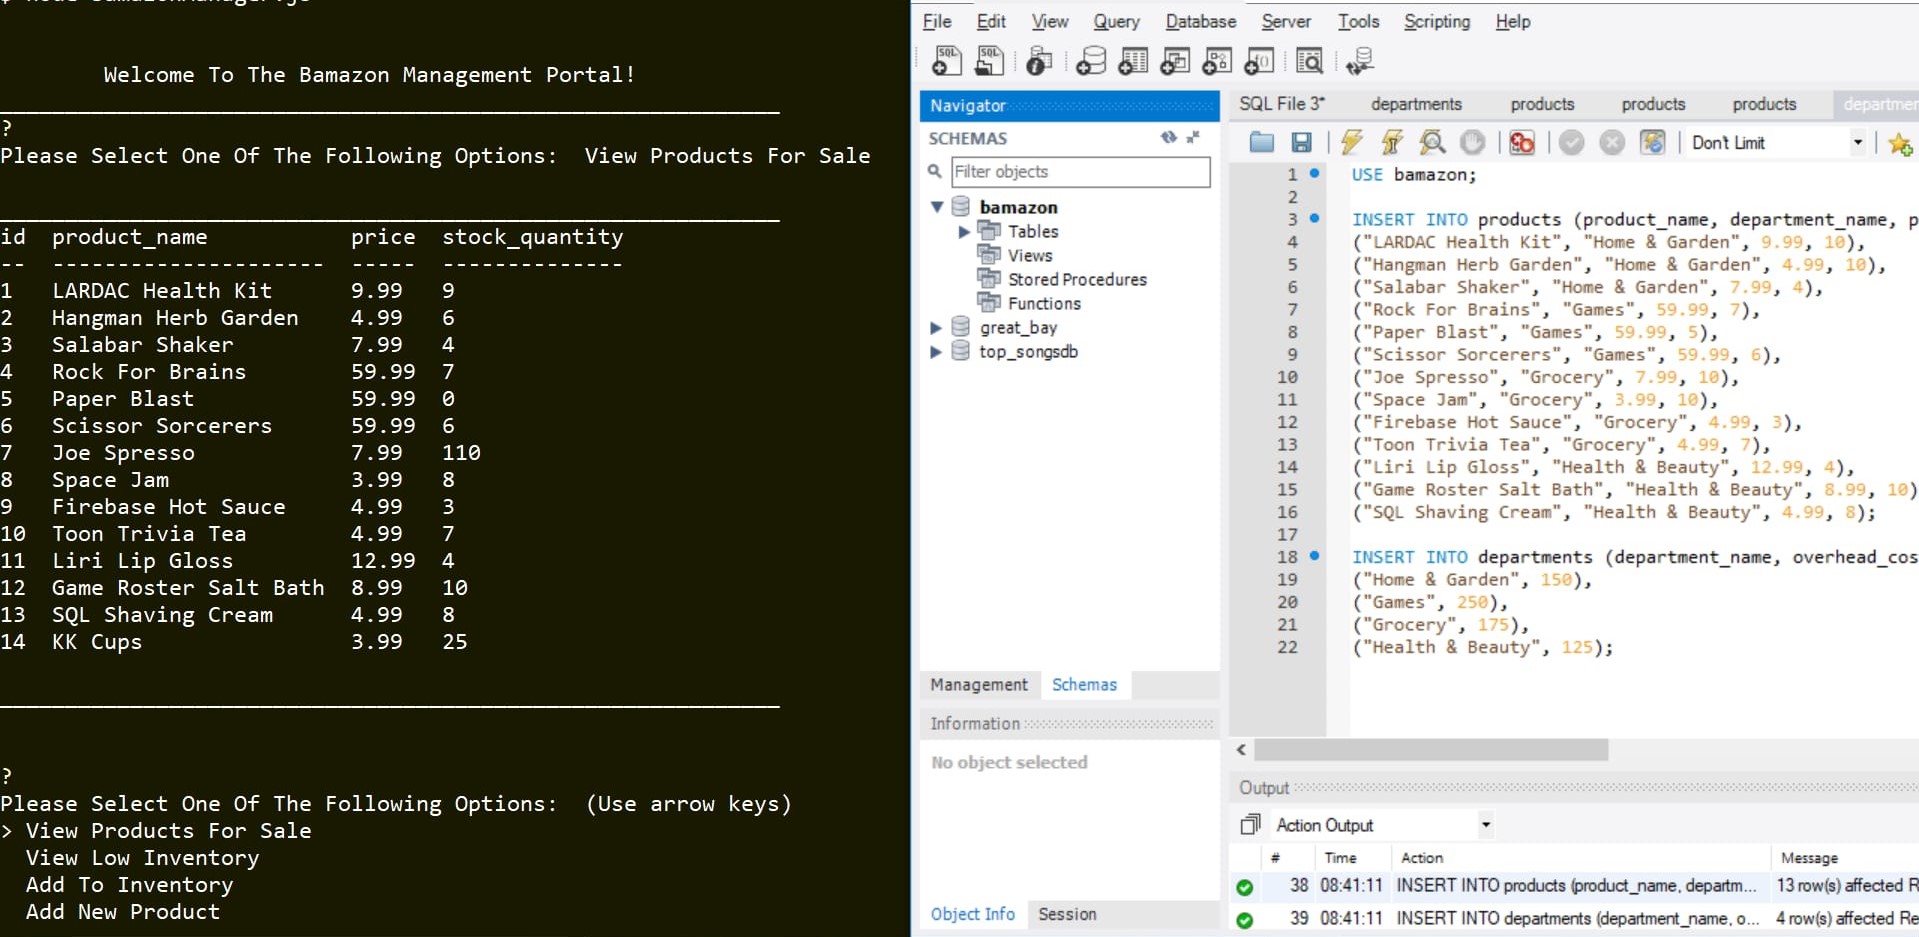 Welcome To The Bamazon Management Portal!
?
Please Select One Of The Following Options:  View Products For Sale
id  product_name           price  stock_quantity
--  ---------------------  -----  --------------
1   LARDAC Health Kit      9.99   9
2   Hangman Herb Garden    4.99   6
3   Salabar Shaker         7.99   4
4   Rock For Brains        59.99  7
5   Paper Blast            59.99  0
6   Scissor Sorcerers      59.99  6
7   Joe Spresso            7.99   110
8   Space Jam              3.99   8
9   Firebase Hot Sauce     4.99   3
10  Toon Trivia Tea        4.99   7
11  Liri Lip Gloss         12.99  4
12  Game Roster Salt Bath  8.99   10
13  SQL Shaving Cream      4.99   8
14  KK Cups                3.99   25
?
Please Select One Of The Following Options:  (Use arrow keys)
> View Products For Sale
View Low Inventory
Add To Inventory
Add New Product
File Edit View Query Database Server Tools Scripting Help
Navigator
SCHEMAS
Filter objects
bamazon
Tables
Views
Stored Procedures
Functions
great_bay
top_songsdb
Management Schemas
Information
No object selected
Object Info Session
SQL File 3* departments products products products departmen
Don't Limit
1 USE bamazon;
2
3 INSERT INTO products (product_name, department_name, p
4 ("LARDAC Health Kit", "Home & Garden", 9.99, 10),
5 ("Hangman Herb Garden", "Home & Garden", 4.99, 10),
6 ("Salabar Shaker", "Home & Garden", 7.99, 4),
7 ("Rock For Brains", "Games", 59.99, 7),
8 ("Paper Blast", "Games", 59.99, 5),
9 ("Scissor Sorcerers", "Games", 59.99, 6),
10 ("Joe Spresso", "Grocery", 7.99, 10),
11 ("Space Jam", "Grocery", 3.99, 10),
12 ("Firebase Hot Sauce", "Grocery", 4.99, 3),
13 ("Toon Trivia Tea", "Grocery", 4.99, 7),
14 ("Liri Lip Gloss", "Health & Beauty", 12.99, 4),
15 ("Game Roster Salt Bath", "Health & Beauty", 8.99, 10)
16 ("SQL Shaving Cream", "Health & Beauty", 4.99, 8);
17
18 INSERT INTO departments (department_name, overhead_cos
19 ("Home & Garden", 150),
20 ("Games", 250),
21 ("Grocery", 175),
22 ("Health & Beauty", 125);
Output
Action Output
# Time Action Message
38 08:41:11 INSERT INTO products (product_name, departm... 13 row(s) affected R
39 08:41:11 INSERT INTO departments (department_name, o... 4 row(s) affected Re